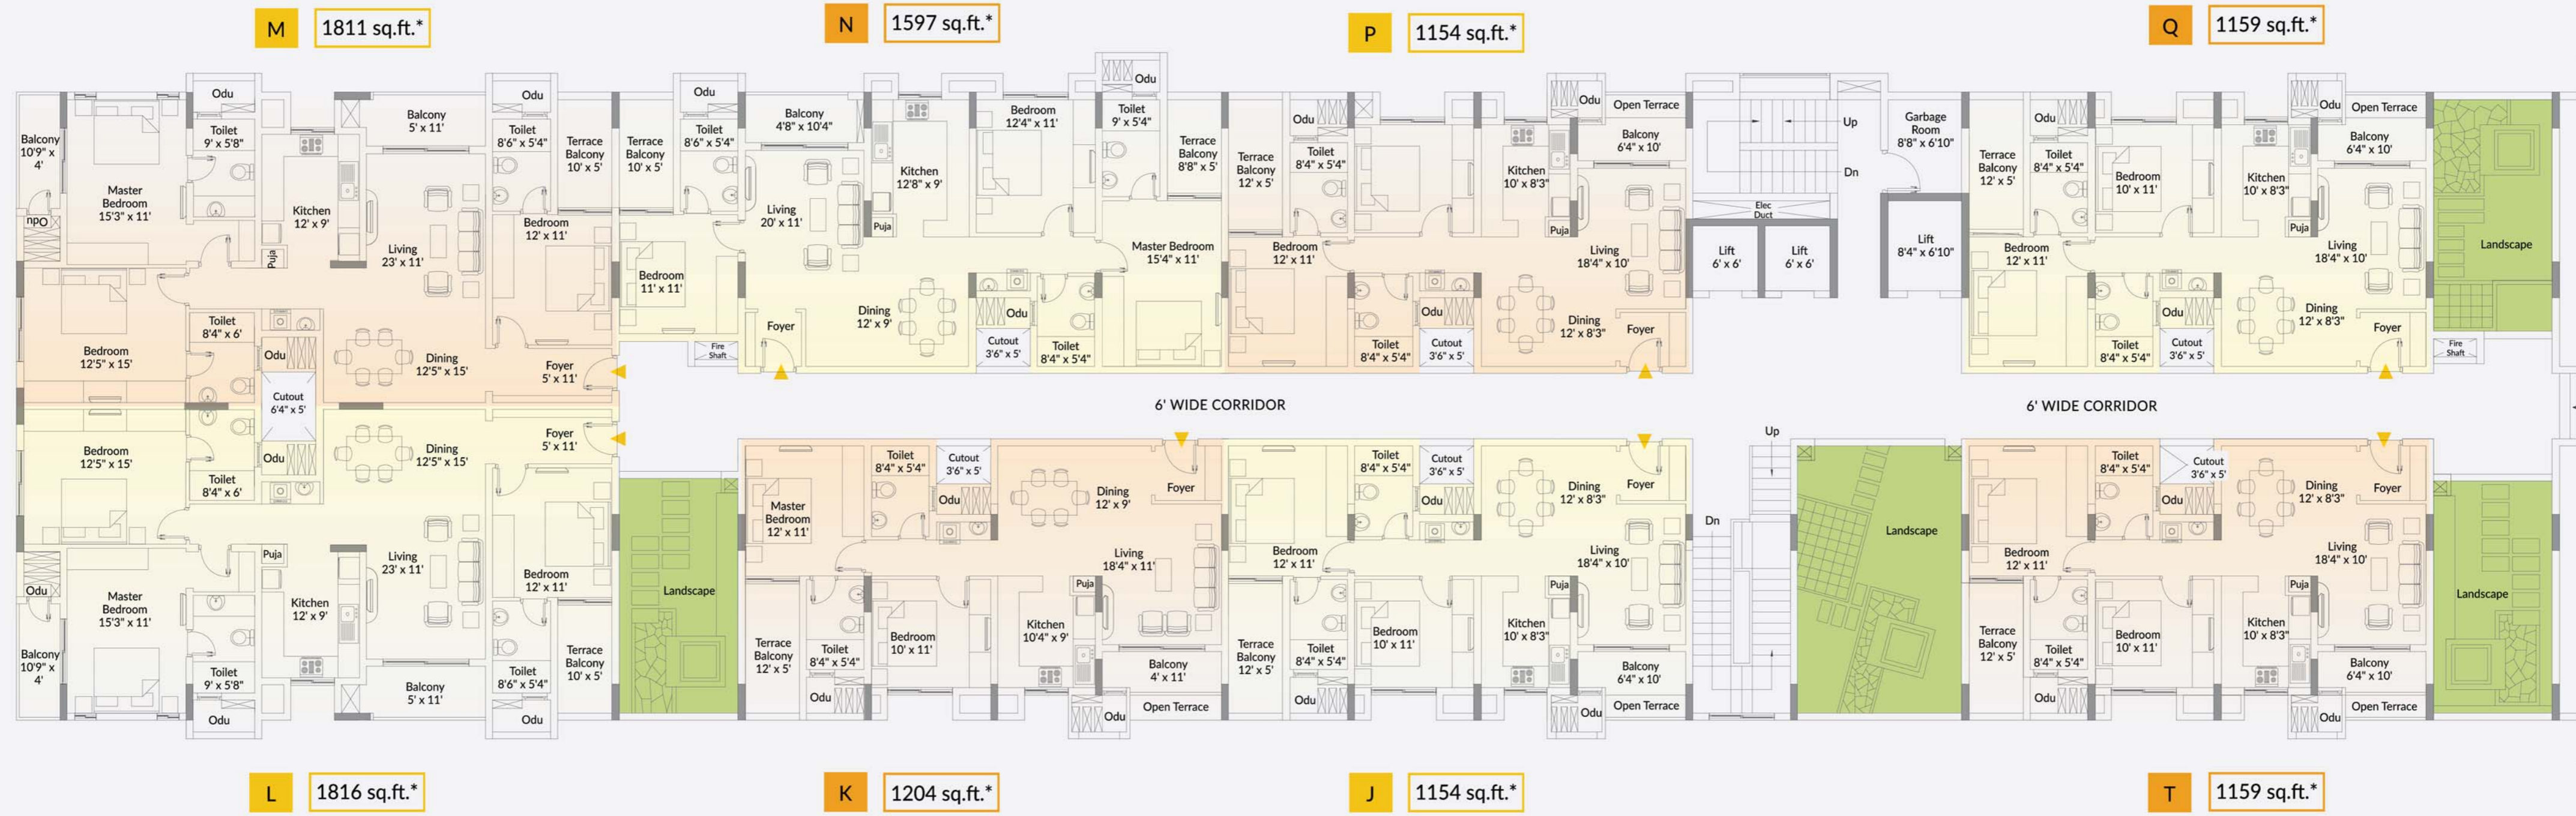 M 1811 sq.ft.*
N 1597 sq.ft.*
P 1154 sq.ft.*
Q 1159 sq.ft.*
Balcony
10'9" x
4'
Odu
Master
Bedroom
15'3" x 11'
Odu
Toilet
9' x 5'8"
Kitchen
12' x 9'
Puja
Balcony
5' x 11'
Living
23' x 11'
Odu
Toilet
8'6" x 5'4"
Terrace
Balcony
10' x 5'
Bedroom
12' x 11'
Bedroom
12'5" x 15'
Toilet
8'4" x 6'
Odu
Cutout
6'4" x 5'
Dining
12'5" x 15'
Foyer
5' x 11'
Terrace
Balcony
10' x 5'
Odu
Toilet
8'6" x 5'4"
Balcony
4'8" x 10'4"
Living
20' x 11'
Bedroom
11' x 11'
Foyer
Fire
Shaft
Kitchen
12'8" x 9'
Puja
Dining
12' x 9'
Bedroom
12'4" x 11'
Odu
Toilet
9' x 5'4"
Terrace
Balcony
8'8" x 5'
Master Bedroom
15'4" x 11'
Odu
Cutout
3'6" x 5'
Toilet
8'4" x 5'4"
Terrace
Balcony
12' x 5'
Odu
Toilet
8'4" x 5'4"
Bedroom
12' x 11'
Toilet
8'4" x 5'4"
Odu
Cutout
3'6" x 5'
Kitchen
10' x 8'3"
Puja
Odu
Open Terrace
Balcony
6'4" x 10'
Living
18'4" x 10'
Dining
12' x 8'3"
Foyer
Up
Dn
Elec
Duct
Lift
6' x 6'
Lift
6' x 6'
Garbage
Room
8'8" x 6'10"
Lift
8'4" x 6'10"
Terrace
Balcony
12' x 5'
Odu
Toilet
8'4" x 5'4"
Bedroom
10' x 11'
Bedroom
12' x 11'
Toilet
8'4" x 5'4"
Odu
Cutout
3'6" x 5'
Kitchen
10' x 8'3"
Puja
Odu
Open Terrace
Balcony
6'4" x 10'
Living
18'4" x 10'
Dining
12' x 8'3"
Foyer
Landscape
Fire
Shaft
6' WIDE CORRIDOR
6' WIDE CORRIDOR
Bedroom
12'5" x 15'
Toilet
8'4" x 6'
Odu
Dining
12'5" x 15'
Foyer
5' x 11'
Odu
Balcony
10'9" x
4'
Master
Bedroom
15'3" x 11'
Toilet
9' x 5'8"
Odu
Puja
Kitchen
12' x 9'
Living
23' x 11'
Balcony
5' x 11'
Bedroom
12' x 11'
Toilet
8'6" x 5'4"
Odu
Terrace
Balcony
10' x 5'
Landscape
Master
Bedroom
12' x 11'
Toilet
8'4" x 5'4"
Cutout
3'6" x 5'
Odu
Dining
12' x 9'
Foyer
Living
18'4" x 11'
Terrace
Balcony
12' x 5'
Toilet
8'4" x 5'4"
Odu
Bedroom
10' x 11'
Kitchen
10'4" x 9'
Puja
Balcony
4' x 11'
Odu
Open Terrace
Toilet
8'4" x 5'4"
Cutout
3'6" x 5'
Odu
Dining
12' x 8'3"
Foyer
Bedroom
12' x 11'
Living
18'4" x 10'
Terrace
Balcony
12' x 5'
Toilet
8'4" x 5'4"
Odu
Bedroom
10' x 11'
Kitchen
10' x 8'3"
Puja
Balcony
6'4" x 10'
Odu
Open Terrace
Up
Dn
Landscape
Toilet
8'4" x 5'4"
Cutout
3'6" x 5'
Odu
Dining
12' x 8'3"
Foyer
Bedroom
12' x 11'
Living
18'4" x 10'
Terrace
Balcony
12' x 5'
Toilet
8'4" x 5'4"
Odu
Bedroom
10' x 11'
Kitchen
10' x 8'3"
Puja
Balcony
6'4" x 10'
Odu
Open Terrace
Landscape
L 1816 sq.ft.*
K 1204 sq.ft.*
J 1154 sq.ft.*
T 1159 sq.ft.*